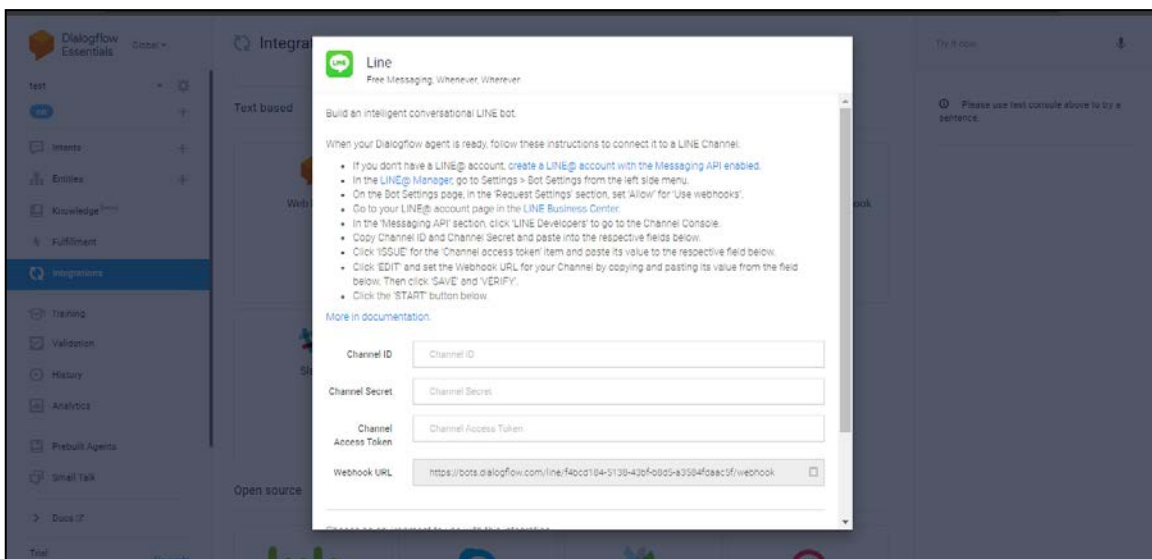 Dialogflow
Essentials
Global
test
en
Intents
Entities
Knowledge
Fulfillment
Integrations
Training
Validation
History
Analytics
Prebuilt Agents
Small Talk
Docs
Trial
Integra
Text based
Open source
Line
Free Messaging, Whenever, Wherever
Build an intelligent conversational LINE bot.
When your Dialogflow agent is ready, follow these instructions to connect it to a LINE Channel:
• If you don't have a LINE@ account, create a LINE@ account with the Messaging API enabled.
• In the LINE@ Manager, go to Settings > Bot Settings from the left side menu.
• On the Bot Settings page, in the 'Request Settings' section, set 'Allow' for 'Use webhooks'.
• Go to your LINE@ account page in the LINE Business Center.
• In the 'Messaging API' section, click 'LINE Developers' to go to the Channel Console.
• Copy Channel ID and Channel Secret and paste into the respective fields below.
• Click 'ISSUE' for the 'Channel access token' item and paste its value to the respective field below.
• Click 'EDIT' and set the Webhook URL for your Channel by copying and pasting its value from the field
below. Then click 'SAVE' and 'VERIFY'.
• Click the 'START' button below.
More in documentation.
Channel ID Channel ID
Channel Secret Channel Secret
Channel
Access Token Channel Access Token
Webhook URL https://bots.dialogflow.com/line/f4bcd184-5138-43bf-b8d5-a3584fdaac5f/webhook
Try it now
Please use test console above to try a
sentence.